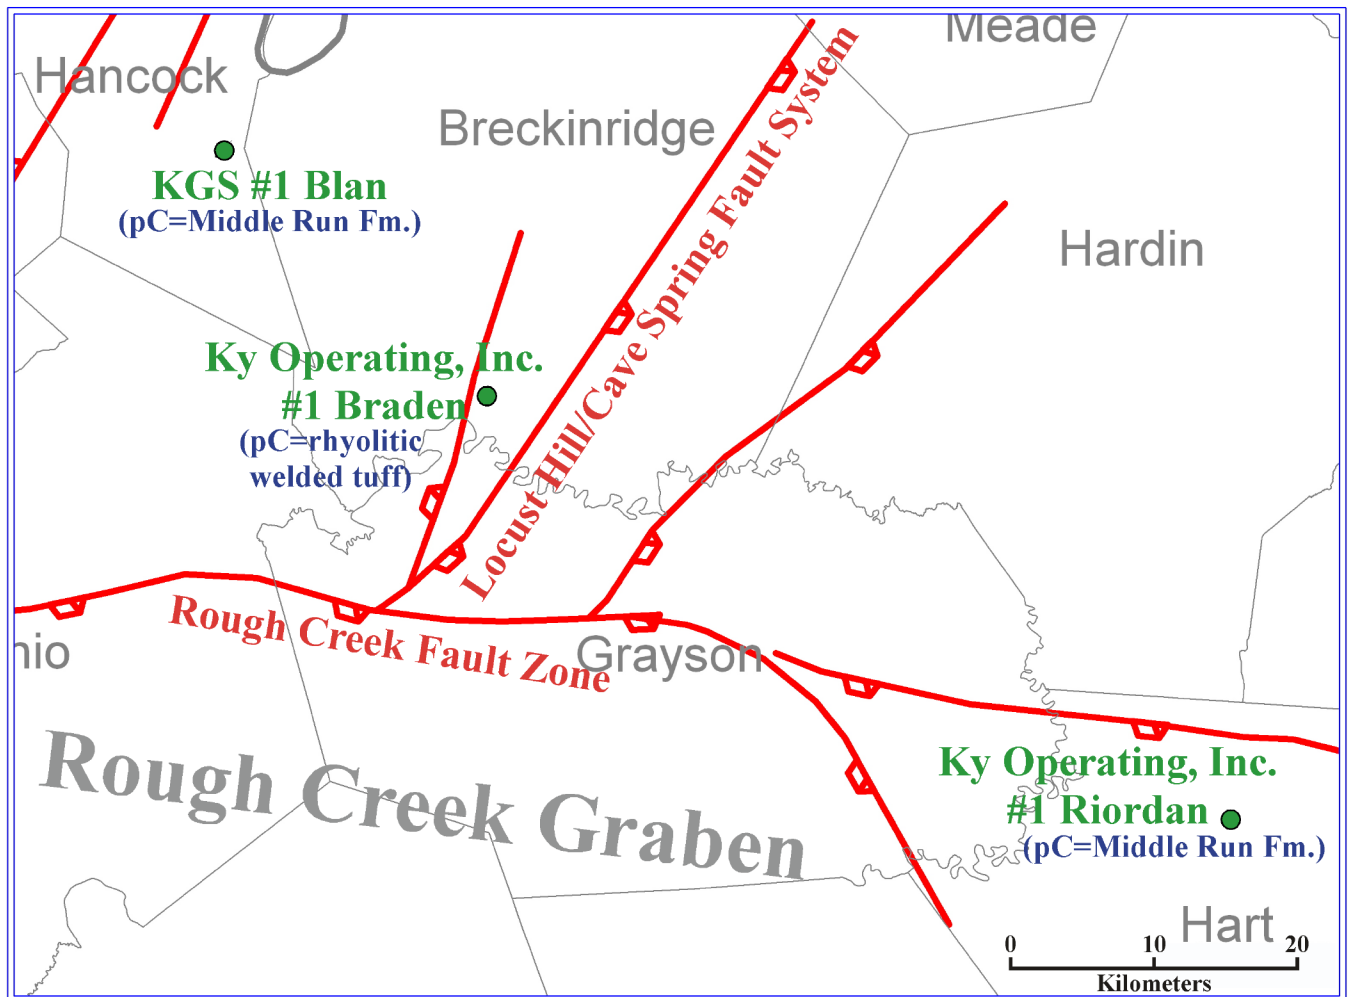 Meade
Hancock
Breckinridge
Locust Hill/Cave Spring Fault System
KGS #1 Blan
(pC=Middle Run Fm.)
Hardin
Ky Operating, Inc.
#1 Braden
(pC=rhyolitic
welded tuff)
Rough Creek Fault Zone
nio
Grayson
Rough Creek Graben
Ky Operating, Inc.
#1 Riordan
(pC=Middle Run Fm.)
Hart
0 10 20
Kilometers